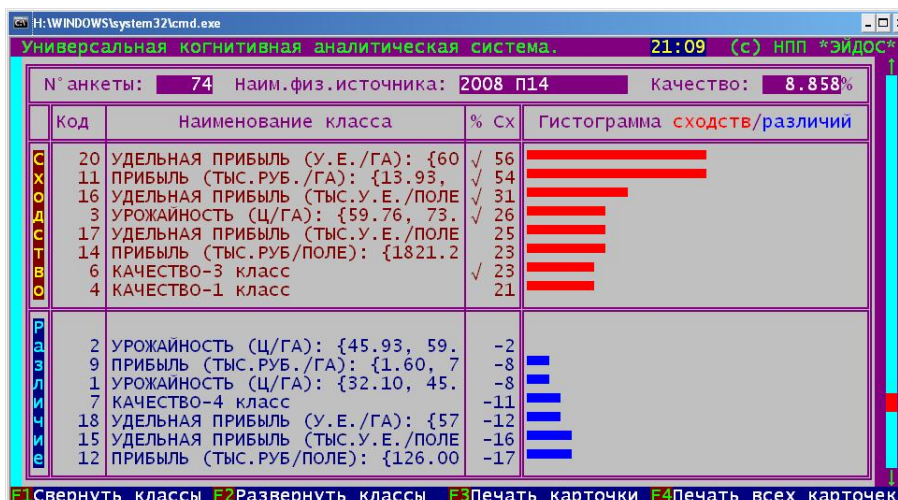 H:\WINDOWS\system32\cmd.exe
Универсальная когнитивная аналитическая система. 21:09 (с) НПП *ЭЙДОС*
N°анкеты: 74 Наим.физ.источника: 2008 П14 Качество: 8.858%
Код Наименование класса % Сх Гистограмма сходств/различий
Сходство
20 УДЕЛЬНАЯ ПРИБЫЛЬ (У.Е./ГА): {60 √ 56
11 ПРИБЫЛЬ (ТЫС.РУБ./ГА): {13.93, √ 54
16 УДЕЛЬНАЯ ПРИБЫЛЬ (ТЫС.У.Е./ПОЛЕ √ 31
3 УРОЖАЙНОСТЬ (Ц/ГА): {59.76, 73. √ 26
17 УДЕЛЬНАЯ ПРИБЫЛЬ (ТЫС.У.Е./ПОЛЕ 25
14 ПРИБЫЛЬ (ТЫС.РУБ/ПОЛЕ): {1821.2 23
6 КАЧЕСТВО-3 класс √ 23
4 КАЧЕСТВО-1 класс 21
Различие
2 УРОЖАЙНОСТЬ (Ц/ГА): {45.93, 59. -2
9 ПРИБЫЛЬ (ТЫС.РУБ./ГА): {1.60, 7 -8
1 УРОЖАЙНОСТЬ (Ц/ГА): {32.10, 45. -8
7 КАЧЕСТВО-4 класс -11
18 УДЕЛЬНАЯ ПРИБЫЛЬ (У.Е./ГА): {57 -12
15 УДЕЛЬНАЯ ПРИБЫЛЬ (ТЫС.У.Е./ПОЛЕ -16
12 ПРИБЫЛЬ (ТЫС.РУБ/ПОЛЕ): {126.00 -17
F1Свернуть классы F2Развернуть классы F3Печать карточки F4Печать всех карточек